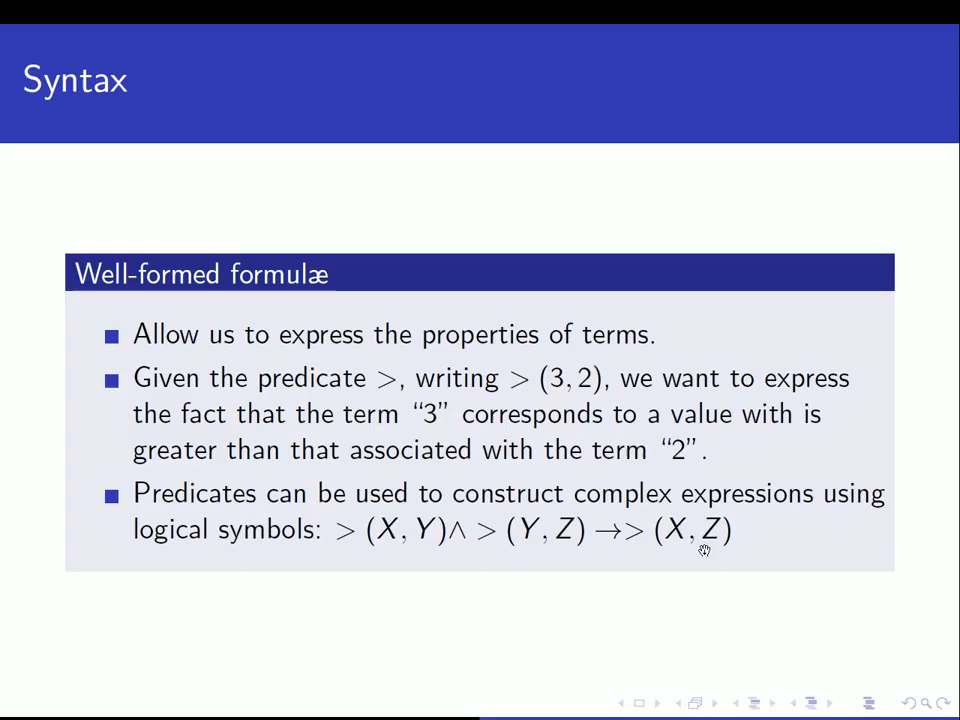 Syntax
Well-formed formulæ
Allow us to express the properties of terms.
Given the predicate >, writing > (3, 2), we want to express
the fact that the term “3” corresponds to a value with is
greater than that associated with the term “2”.
Predicates can be used to construct complex expressions using
logical symbols: > (X, Y)∧ > (Y, Z) →> (X, Z)